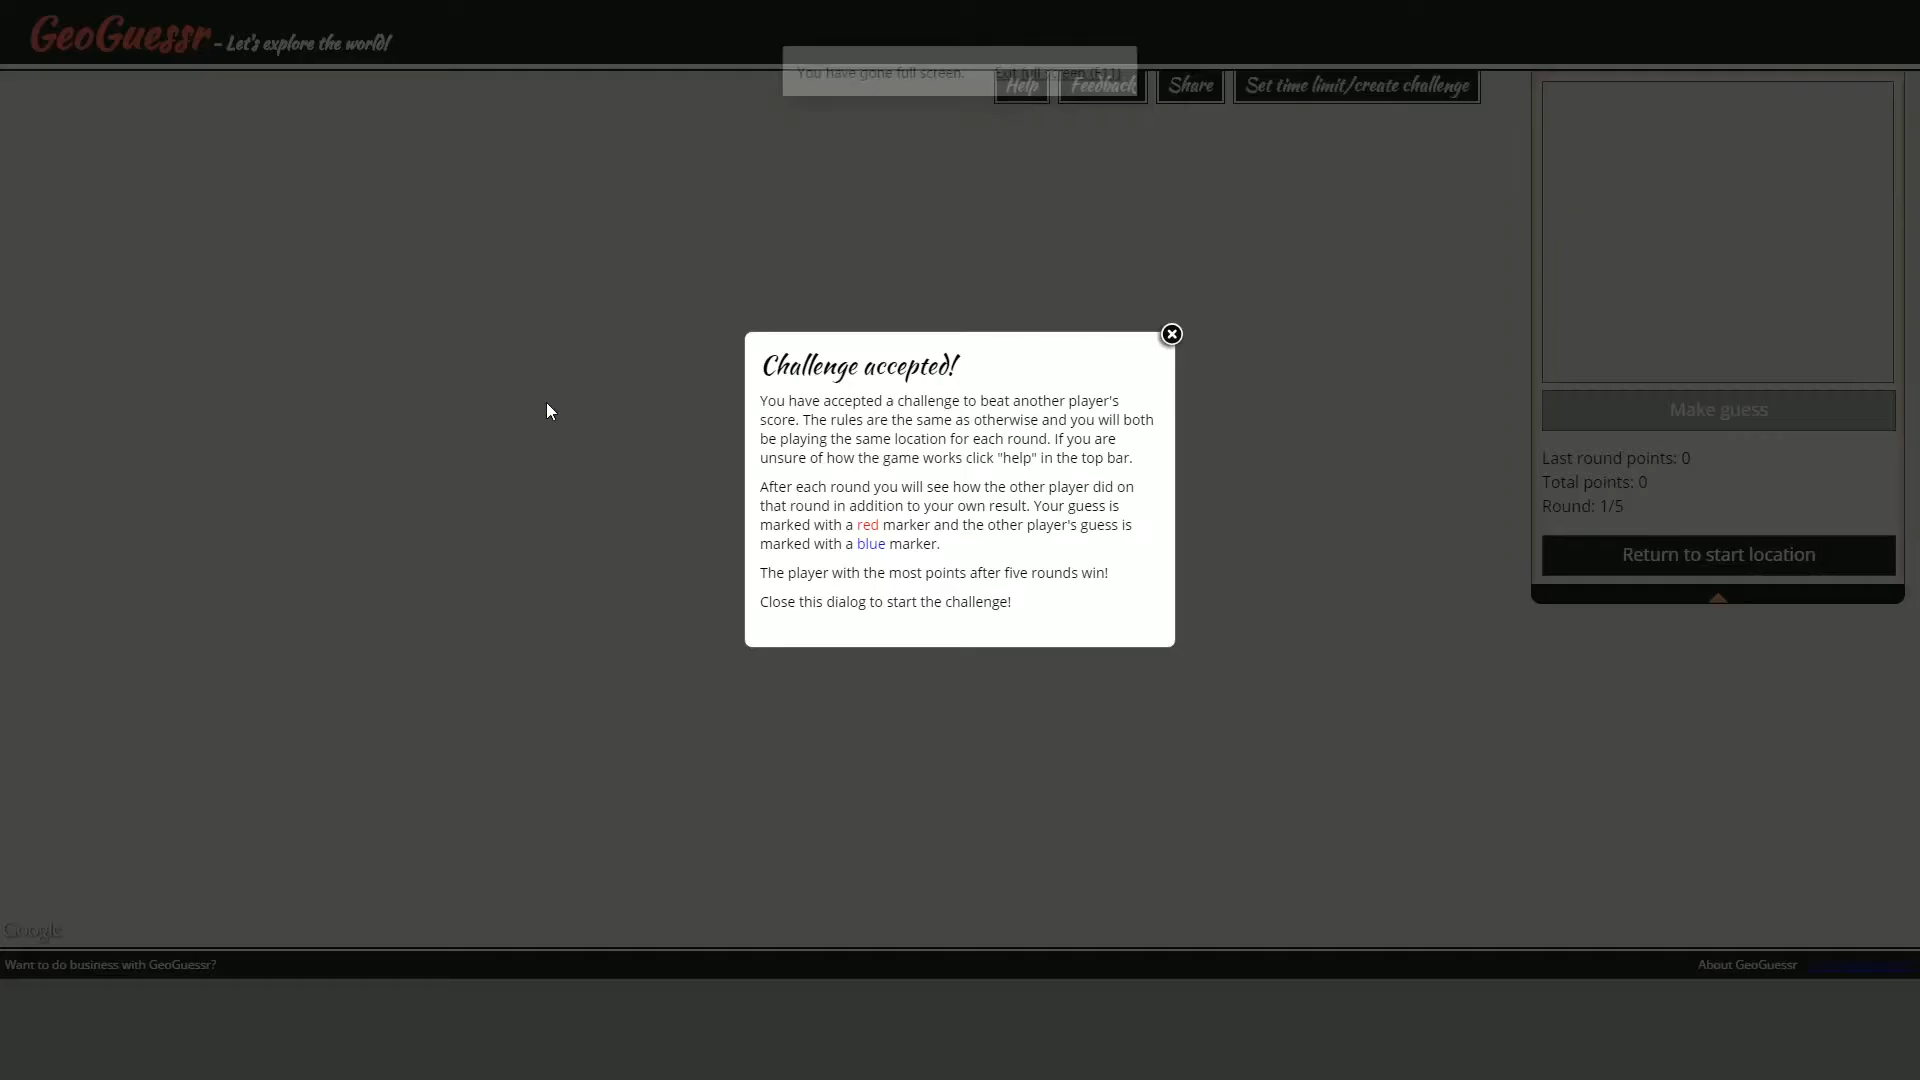 GeoGuessr - Let's explore the world!
You have gone full screen. Exit full screen (F11)
Help Feedback Share Set time limit/create challenge
Challenge accepted!
You have accepted a challenge to beat another player's
score. The rules are the same as otherwise and you will both
be playing the same location for each round. If you are
unsure of how the game works click "help" in the top bar.
After each round you will see how the other player did on
that round in addition to your own result. Your guess is
marked with a red marker and the other player's guess is
marked with a blue marker.
The player with the most points after five rounds win!
Close this dialog to start the challenge!
Make guess
Last round points: 0
Total points: 0
Round: 1/5
Return to start location
Google
Want to do business with GeoGuessr?
About GeoGuessr